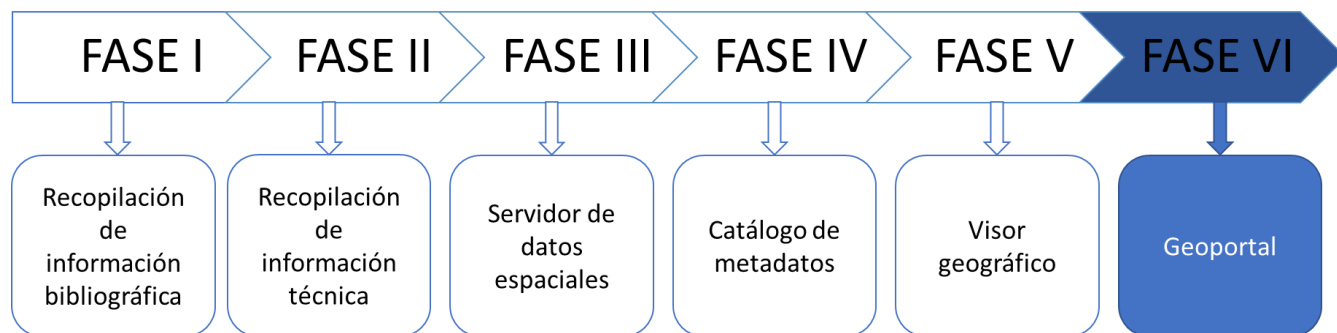 FASE I
FASE II
FASE III
FASE IV
FASE V
FASE VI
Recopilación
de
información
bibliográfica
Recopilación
de
información
técnica
Servidor de
datos
espaciales
Catálogo de
metadatos
Visor
geográfico
Geoportal